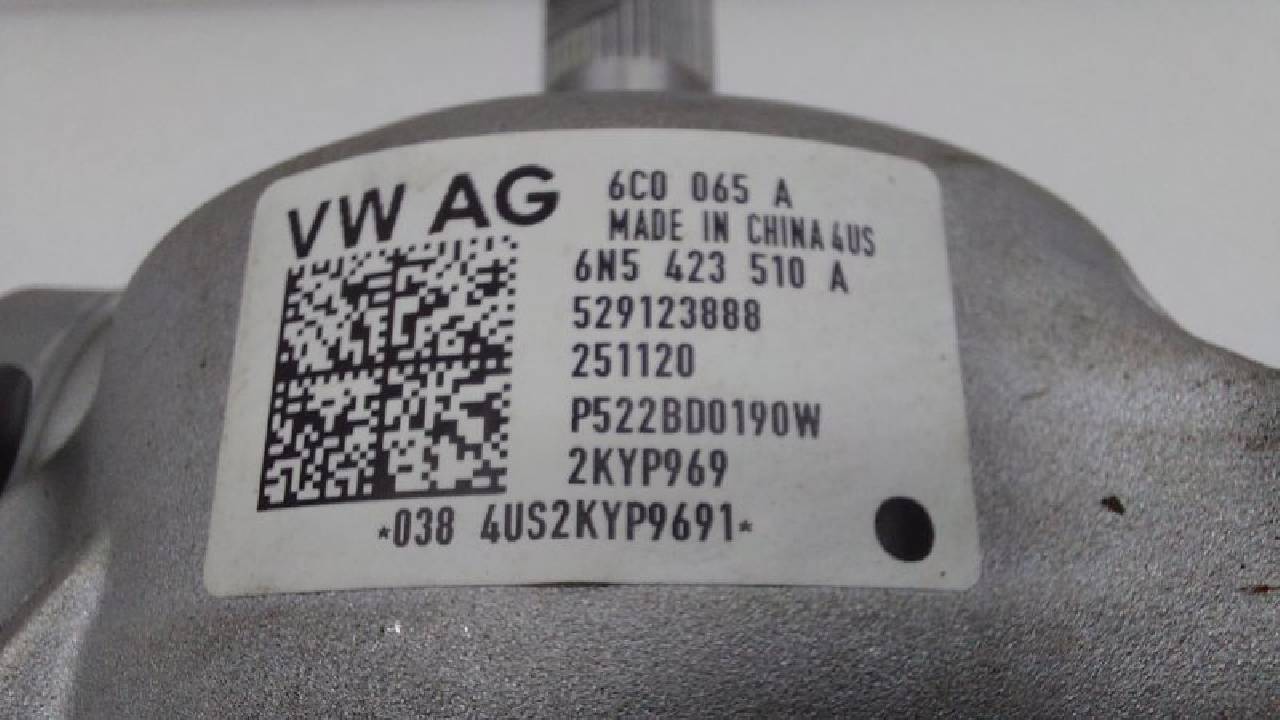 VW AG
6C0 065 A
MADE IN CHINA 4US
6N5 423 510 A
529123888
251120
P522BD0190W
2KYP969
*038 4US2KYP9691*